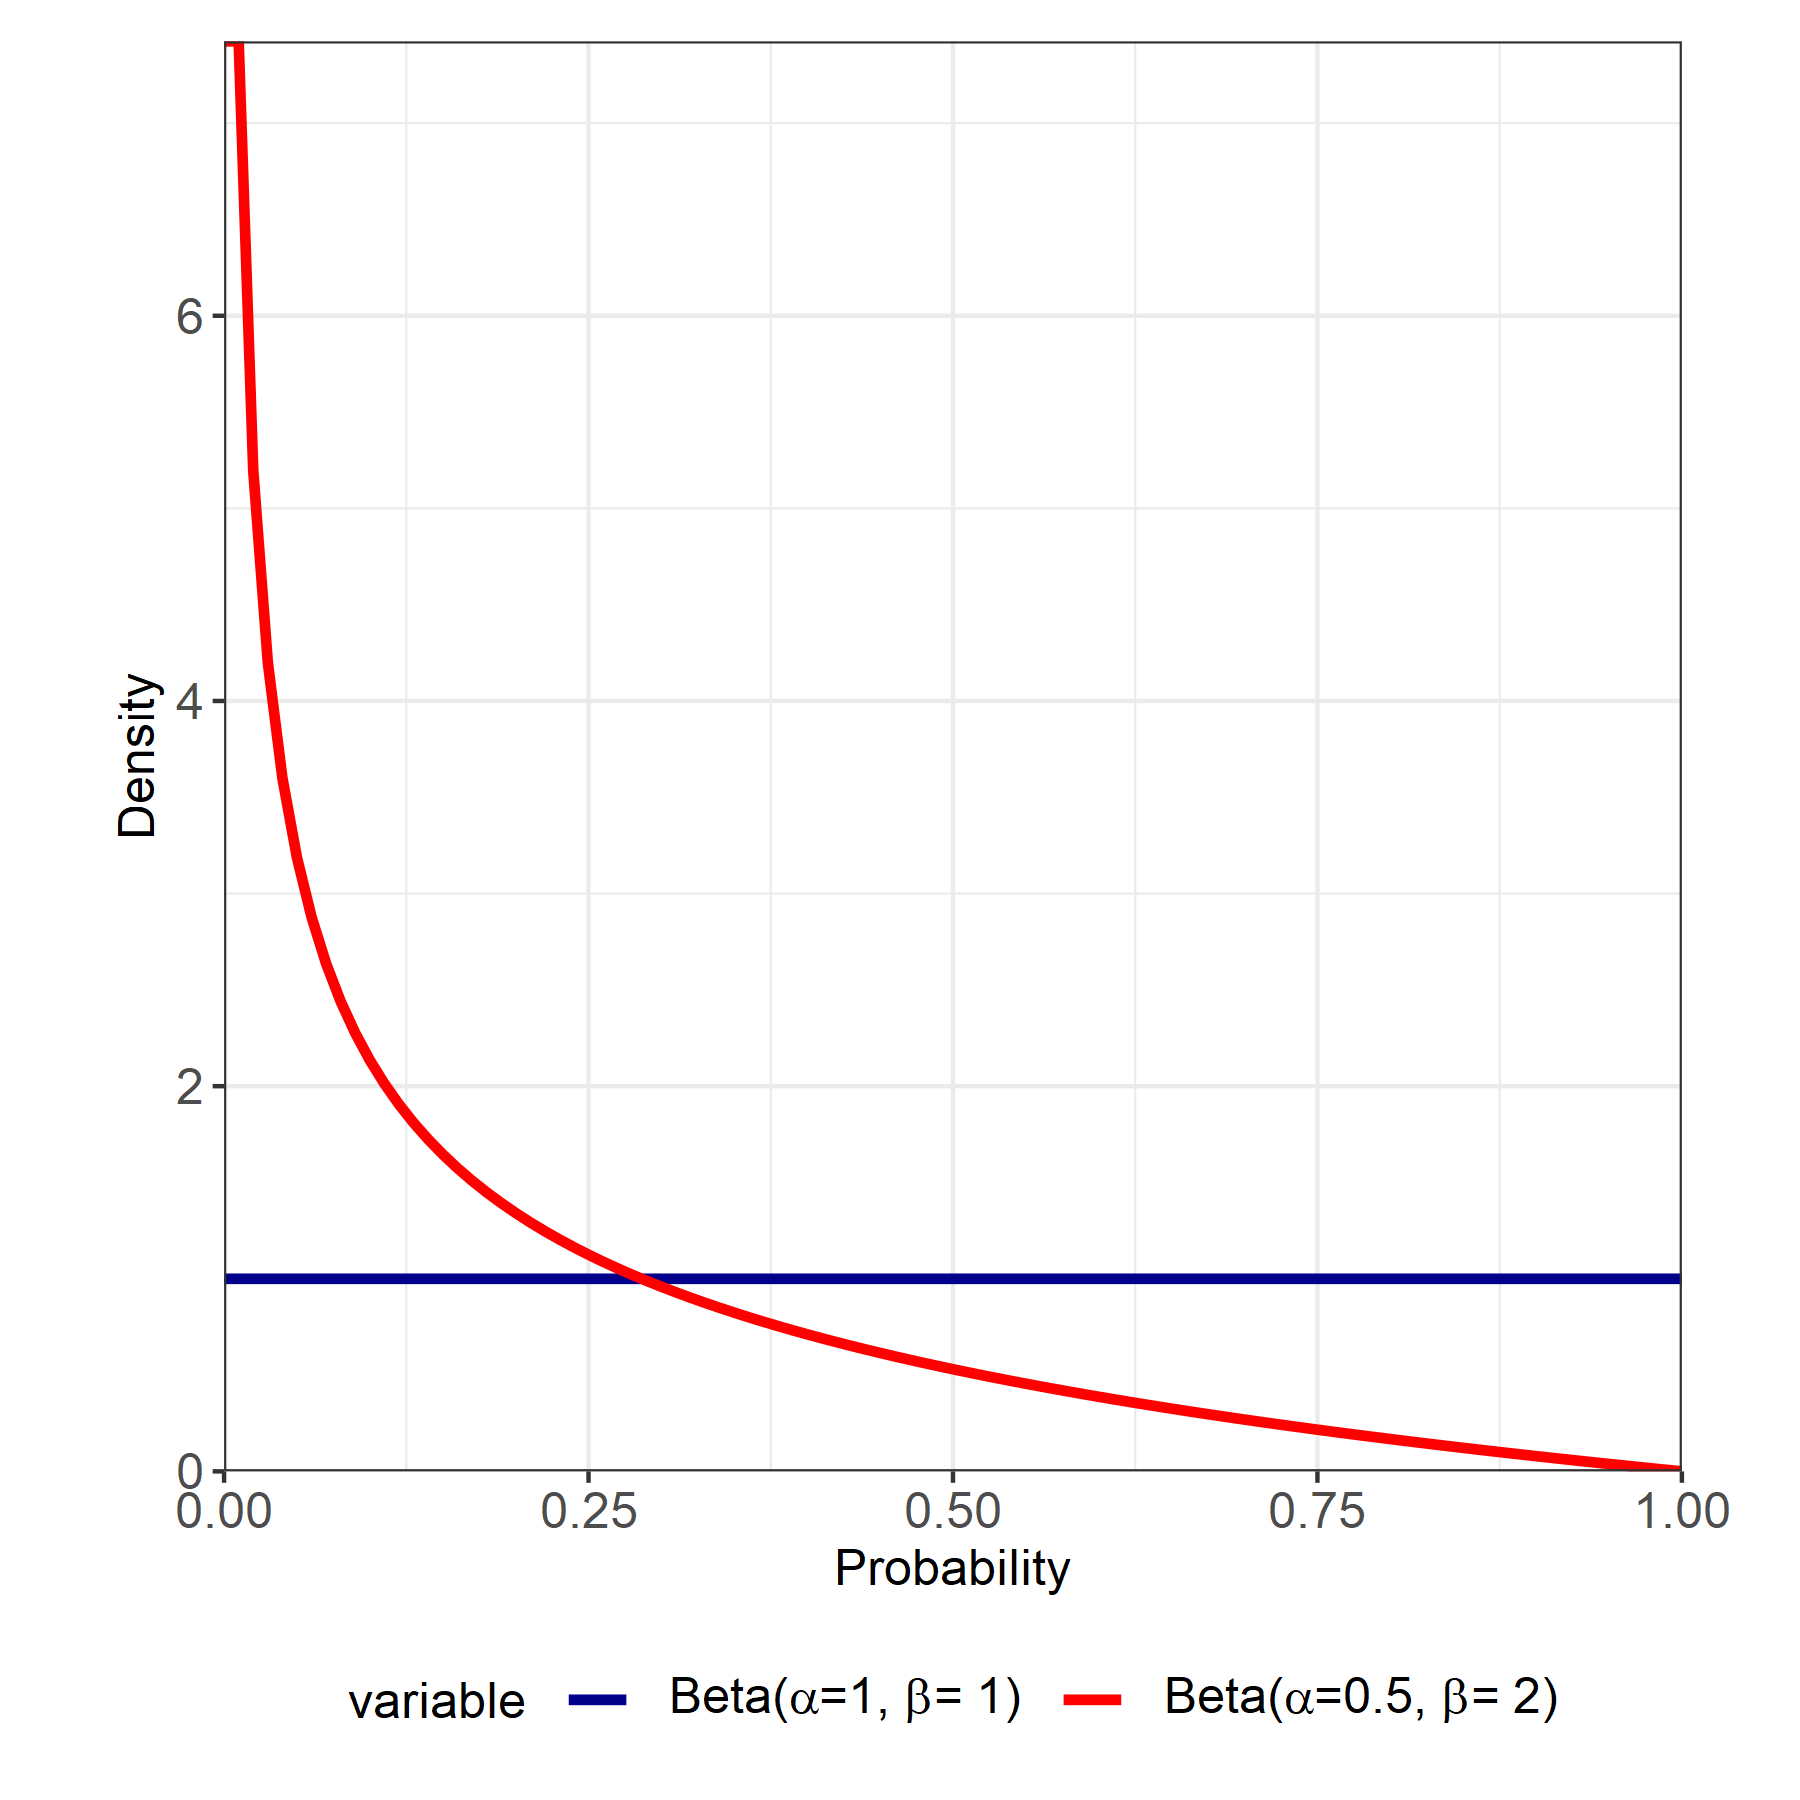 6
4
2
0
Density
0.00 0.25 0.50 0.75 1.00
Probability
variable Beta(α=1, β= 1) Beta(α=0.5, β= 2)